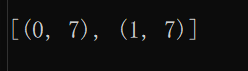 [(0, 7), (1, 7)]